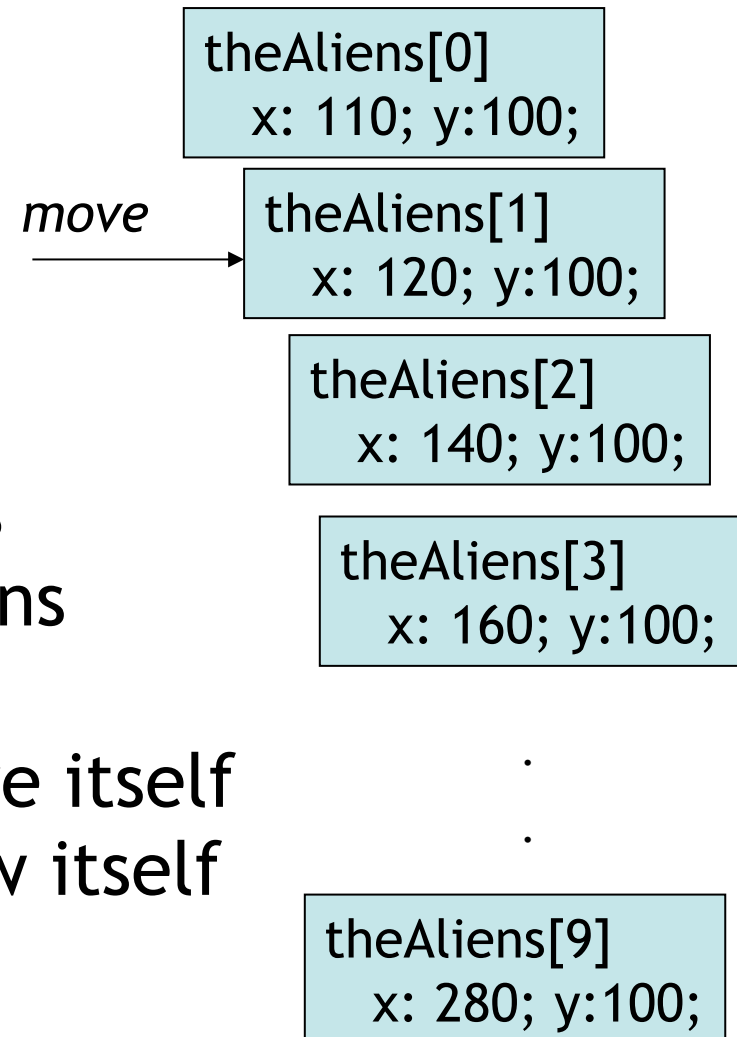 theAliens[0]
x: 110; y:100;
move
theAliens[1]
x: 120; y:100;
theAliens[2]
x: 140; y:100;
theAliens[3]
x: 160; y:100;
itself
itself
.
.
theAliens[9]
x: 280; y:100;